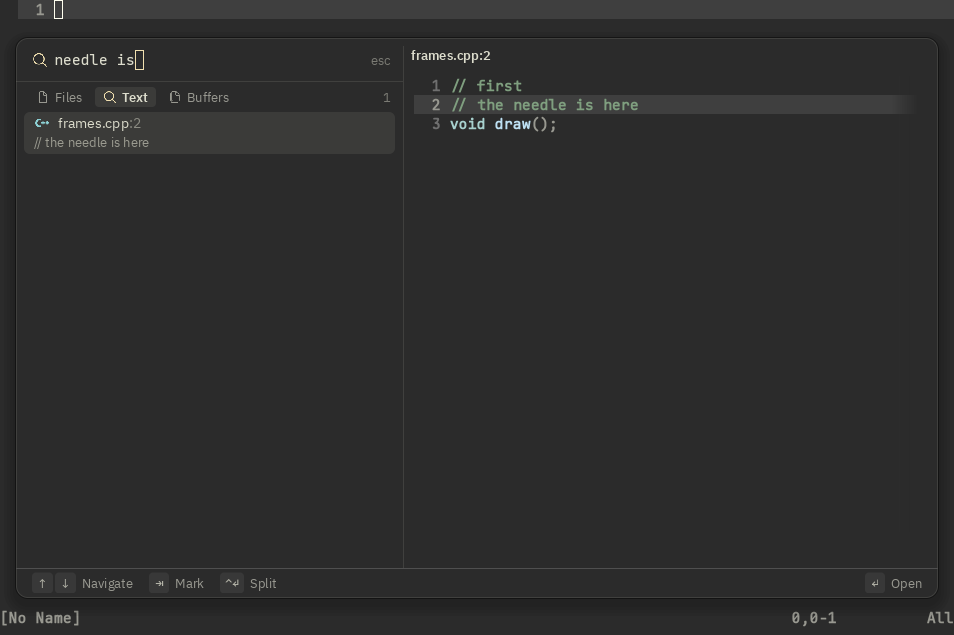 1
needle is
esc
Files Text Buffers 1
frames.cpp:2
// the needle is here
frames.cpp:2
1 // first
2 // the needle is here
3 void draw();
↑ ↓ Navigate ⇥ Mark ^↵ Split
↵ Open
[No Name] 0,0-1 All